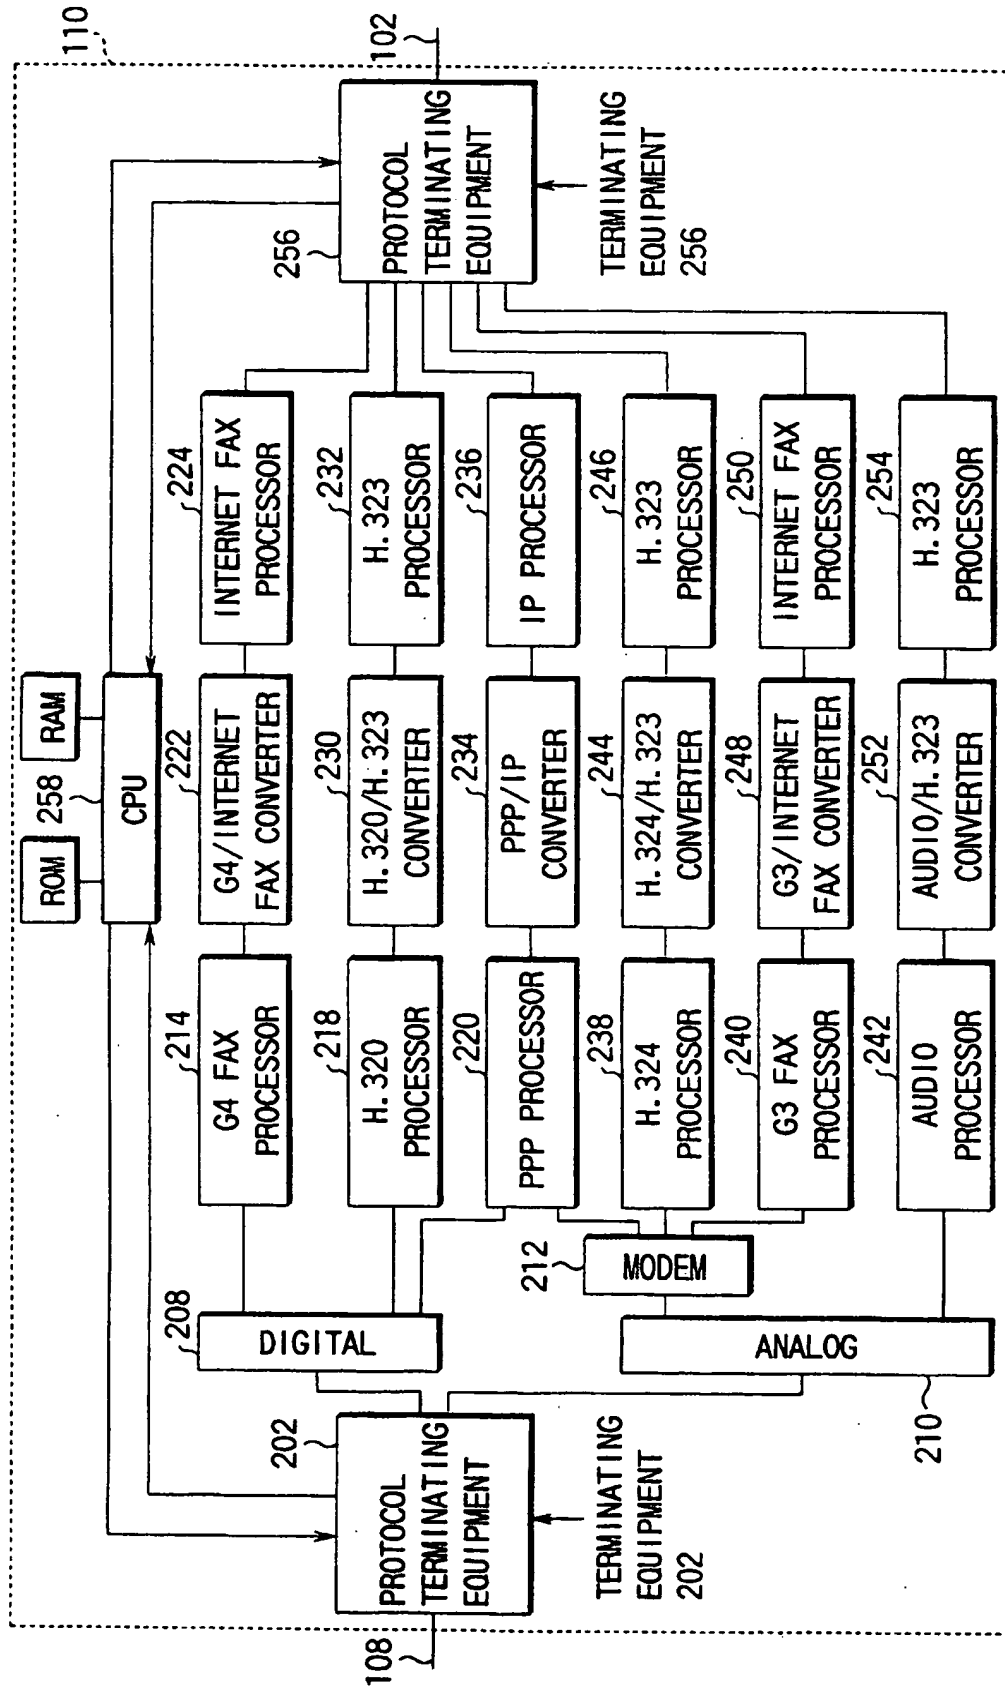 110
ROM
RAM
258
CPU
108
202
PROTOCOL
TERMINATING
EQUIPMENT
TERMINATING
EQUIPMENT
202
208
DIGITAL
ANALOG
210
212
MODEM
214
G4 FAX
PROCESSOR
222
G4/INTERNET
FAX CONVERTER
224
INTERNET FAX
PROCESSOR
218
H.320
PROCESSOR
230
H.320/H.323
CONVERTER
232
H.323
PROCESSOR
220
PPP PROCESSOR
234
PPP/IP
CONVERTER
236
IP PROCESSOR
238
H.324
PROCESSOR
244
H.324/H.323
CONVERTER
246
H.323
PROCESSOR
240
G3 FAX
PROCESSOR
248
G3/INTERNET
FAX CONVERTER
250
INTERNET FAX
PROCESSOR
242
AUDIO
PROCESSOR
252
AUDIO/H.323
CONVERTER
254
H.323
PROCESSOR
256
PROTOCOL
TERMINATING
EQUIPMENT
102
TERMINATING
EQUIPMENT
256